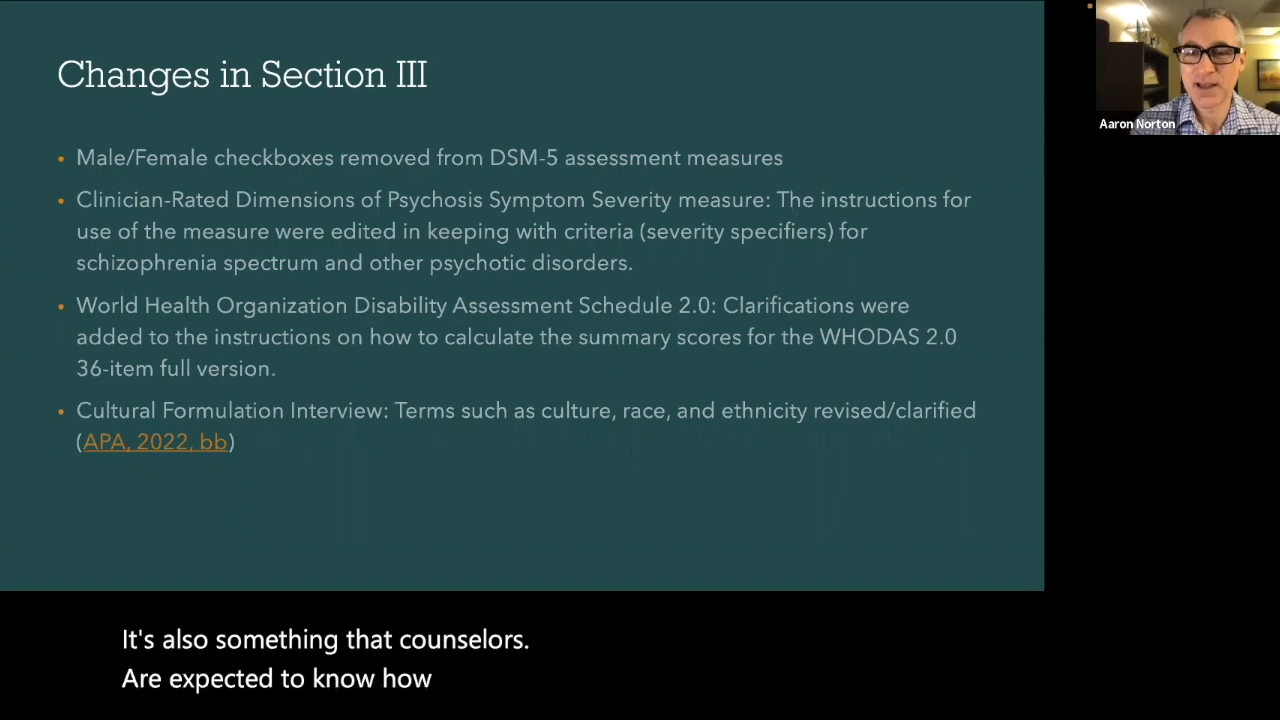 Changes in Section III
• Male/Female checkboxes removed from DSM-5 assessment measures
• Clinician-Rated Dimensions of Psychosis Symptom Severity measure: The instructions for
use of the measure were edited in keeping with criteria (severity specifiers) for
schizophrenia spectrum and other psychotic disorders.
• World Health Organization Disability Assessment Schedule 2.0: Clarifications were
added to the instructions on how to calculate the summary scores for the WHODAS 2.0
36-item full version.
• Cultural Formulation Interview: Terms such as culture, race, and ethnicity revised/clarified
(APA, 2022, bb)
Aaron Norton
It's also something that counselors.
Are expected to know how